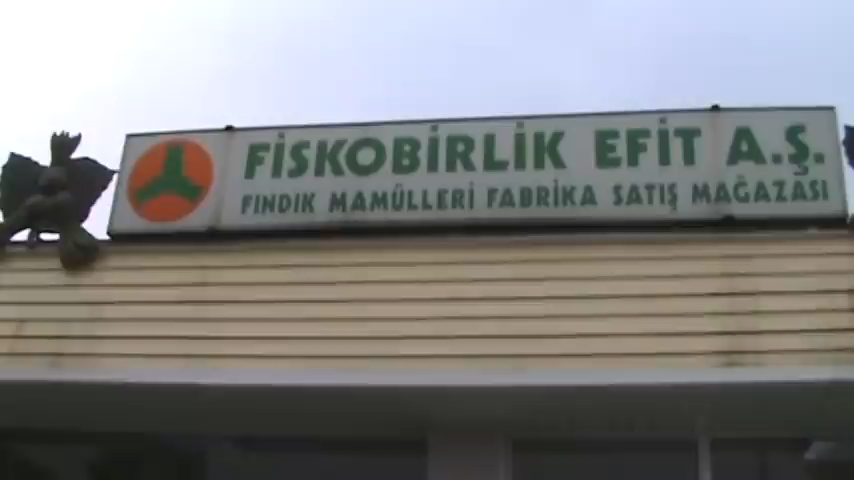 FİSKOBİRLİK EFİT A.Ş.
FINDIK MAMÜLLERİ FABRİKA SATIŞ MAĞAZASI